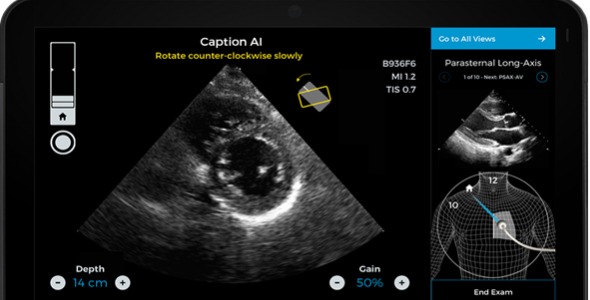 Caption AI
Rotate counter-clockwise slowly
B936F6
MI 1.2
TIS 0.7
Depth
14 cm
Gain
50%
Go to All Views
Parasternal Long-Axis
1 of 10 - Next: PSAX-AV
12
10
End Exam